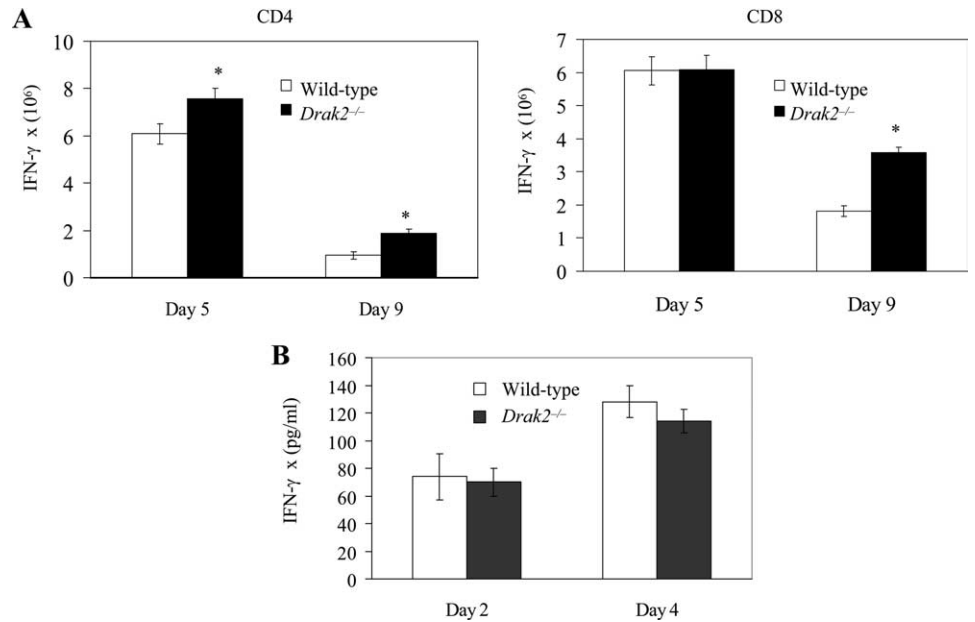 A
CD4
IFN-γ x (10⁶)
10
8
6
4
2
0
Wild-type
Drak2⁻/⁻
*
*
Day 5
Day 9
CD8
IFN-γ x (10⁶)
7
6
5
4
3
2
1
0
Wild-type
Drak2⁻/⁻
*
Day 5
Day 9
B
IFN-γ x (pg/ml)
160
140
120
100
80
60
40
20
0
Wild-type
Drak2⁻/⁻
Day 2
Day 4